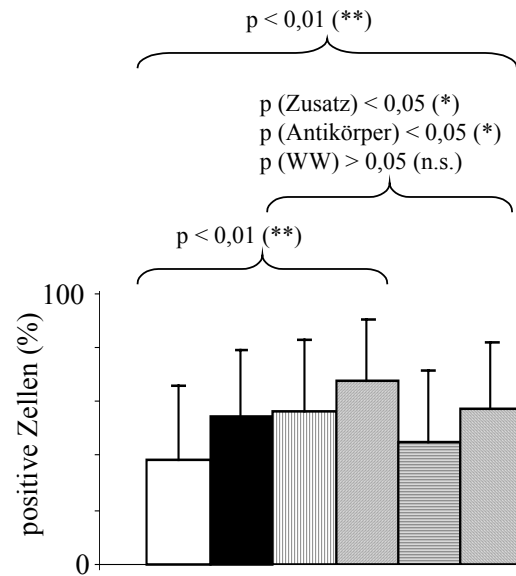 p < 0,01 (**)
p (Zusatz) < 0,05 (*)
p (Antikörper) < 0,05 (*)
p (WW) > 0,05 (n.s.)
p < 0,01 (**)
100
positive Zellen (%)
0